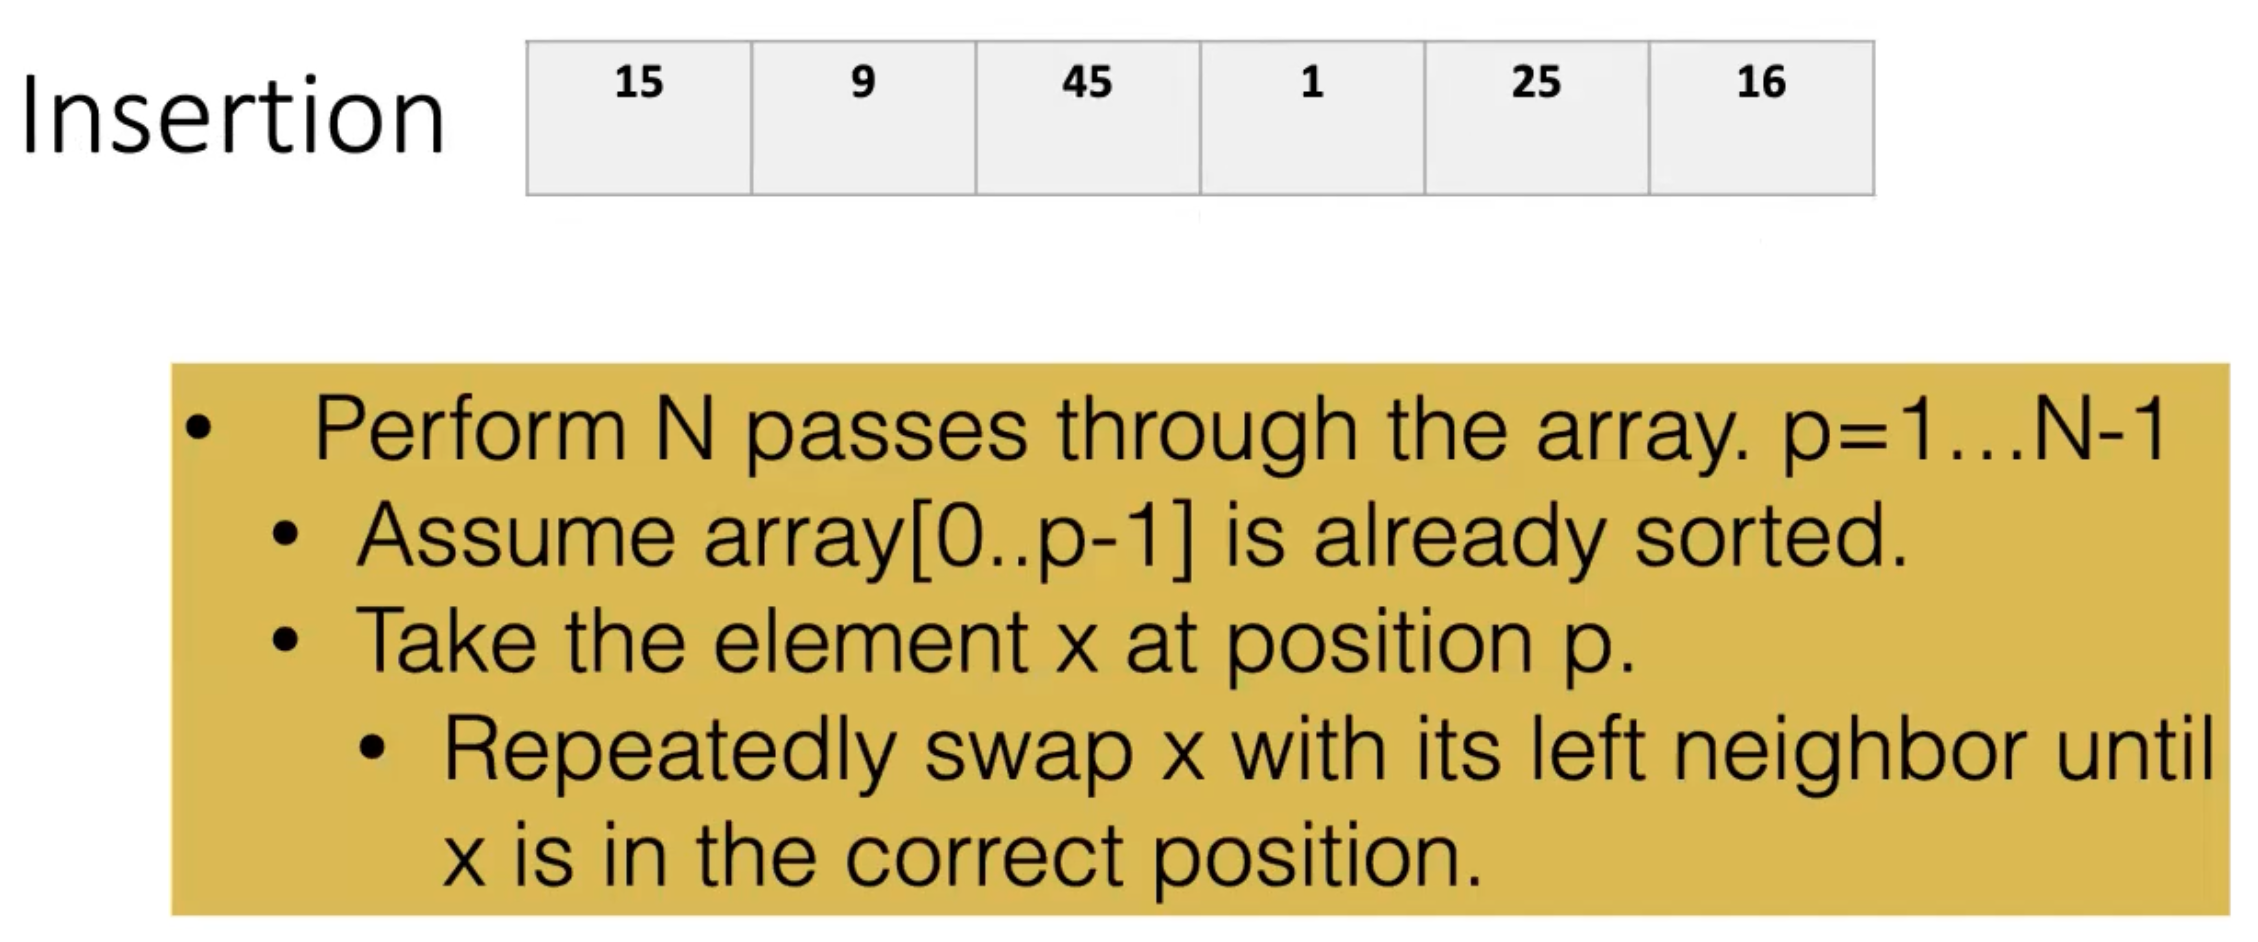 Insertion
15 9 45 1 25 16
• Perform N passes through the array. p=1...N-1
• Assume array[0..p-1] is already sorted.
• Take the element x at position p.
• Repeatedly swap x with its left neighbor until
x is in the correct position.